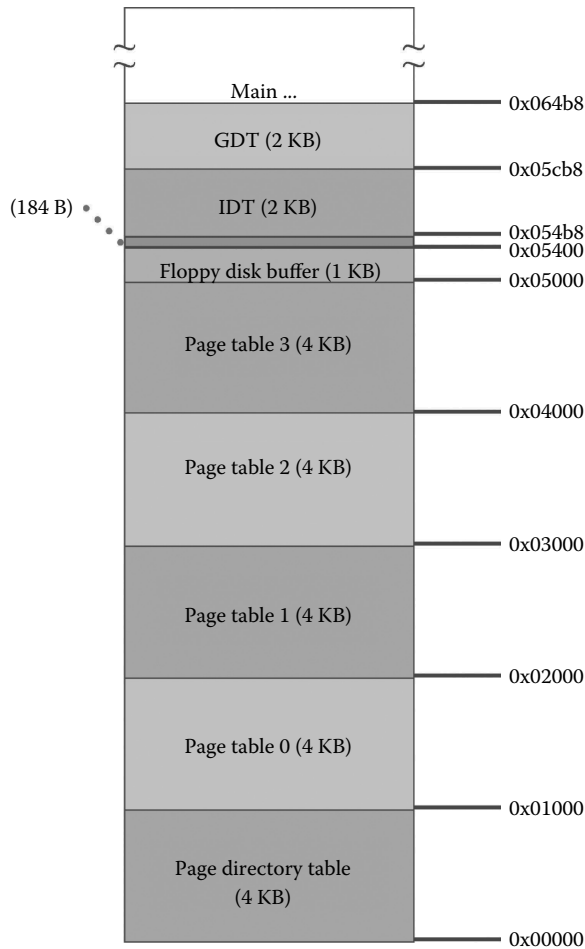 Main ...
0x064b8
GDT (2 KB)
0x05cb8
(184 B)
IDT (2 KB)
0x054b8
0x05400
Floppy disk buffer (1 KB)
0x05000
Page table 3 (4 KB)
0x04000
Page table 2 (4 KB)
0x03000
Page table 1 (4 KB)
0x02000
Page table 0 (4 KB)
0x01000
Page directory table
(4 KB)
0x00000